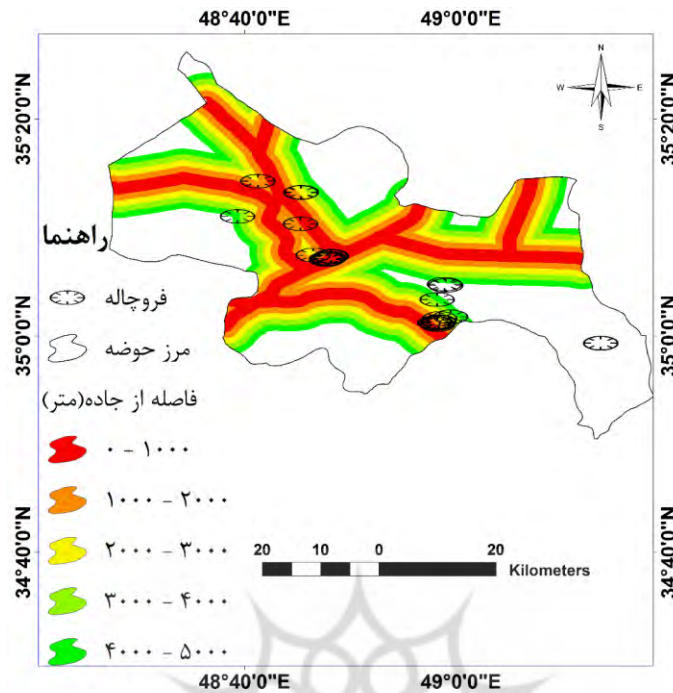 48°40'0"E 49°0'0"E
N
W E
S
35°20'0"N 35°20'0"N
راهنما
فروچاله
35°0'0"N 35°0'0"N
مرز حوضه
فاصله از جاده(متر)
۰ - ۱۰۰۰
۱۰۰۰ - ۲۰۰۰
۲۰۰۰ - ۳۰۰۰
34°40'0"N 34°40'0"N
20 10 0 20
Kilometers
۳۰۰۰ - ۴۰۰۰
۴۰۰۰ - ۵۰۰۰
48°40'0"E 49°0'0"E